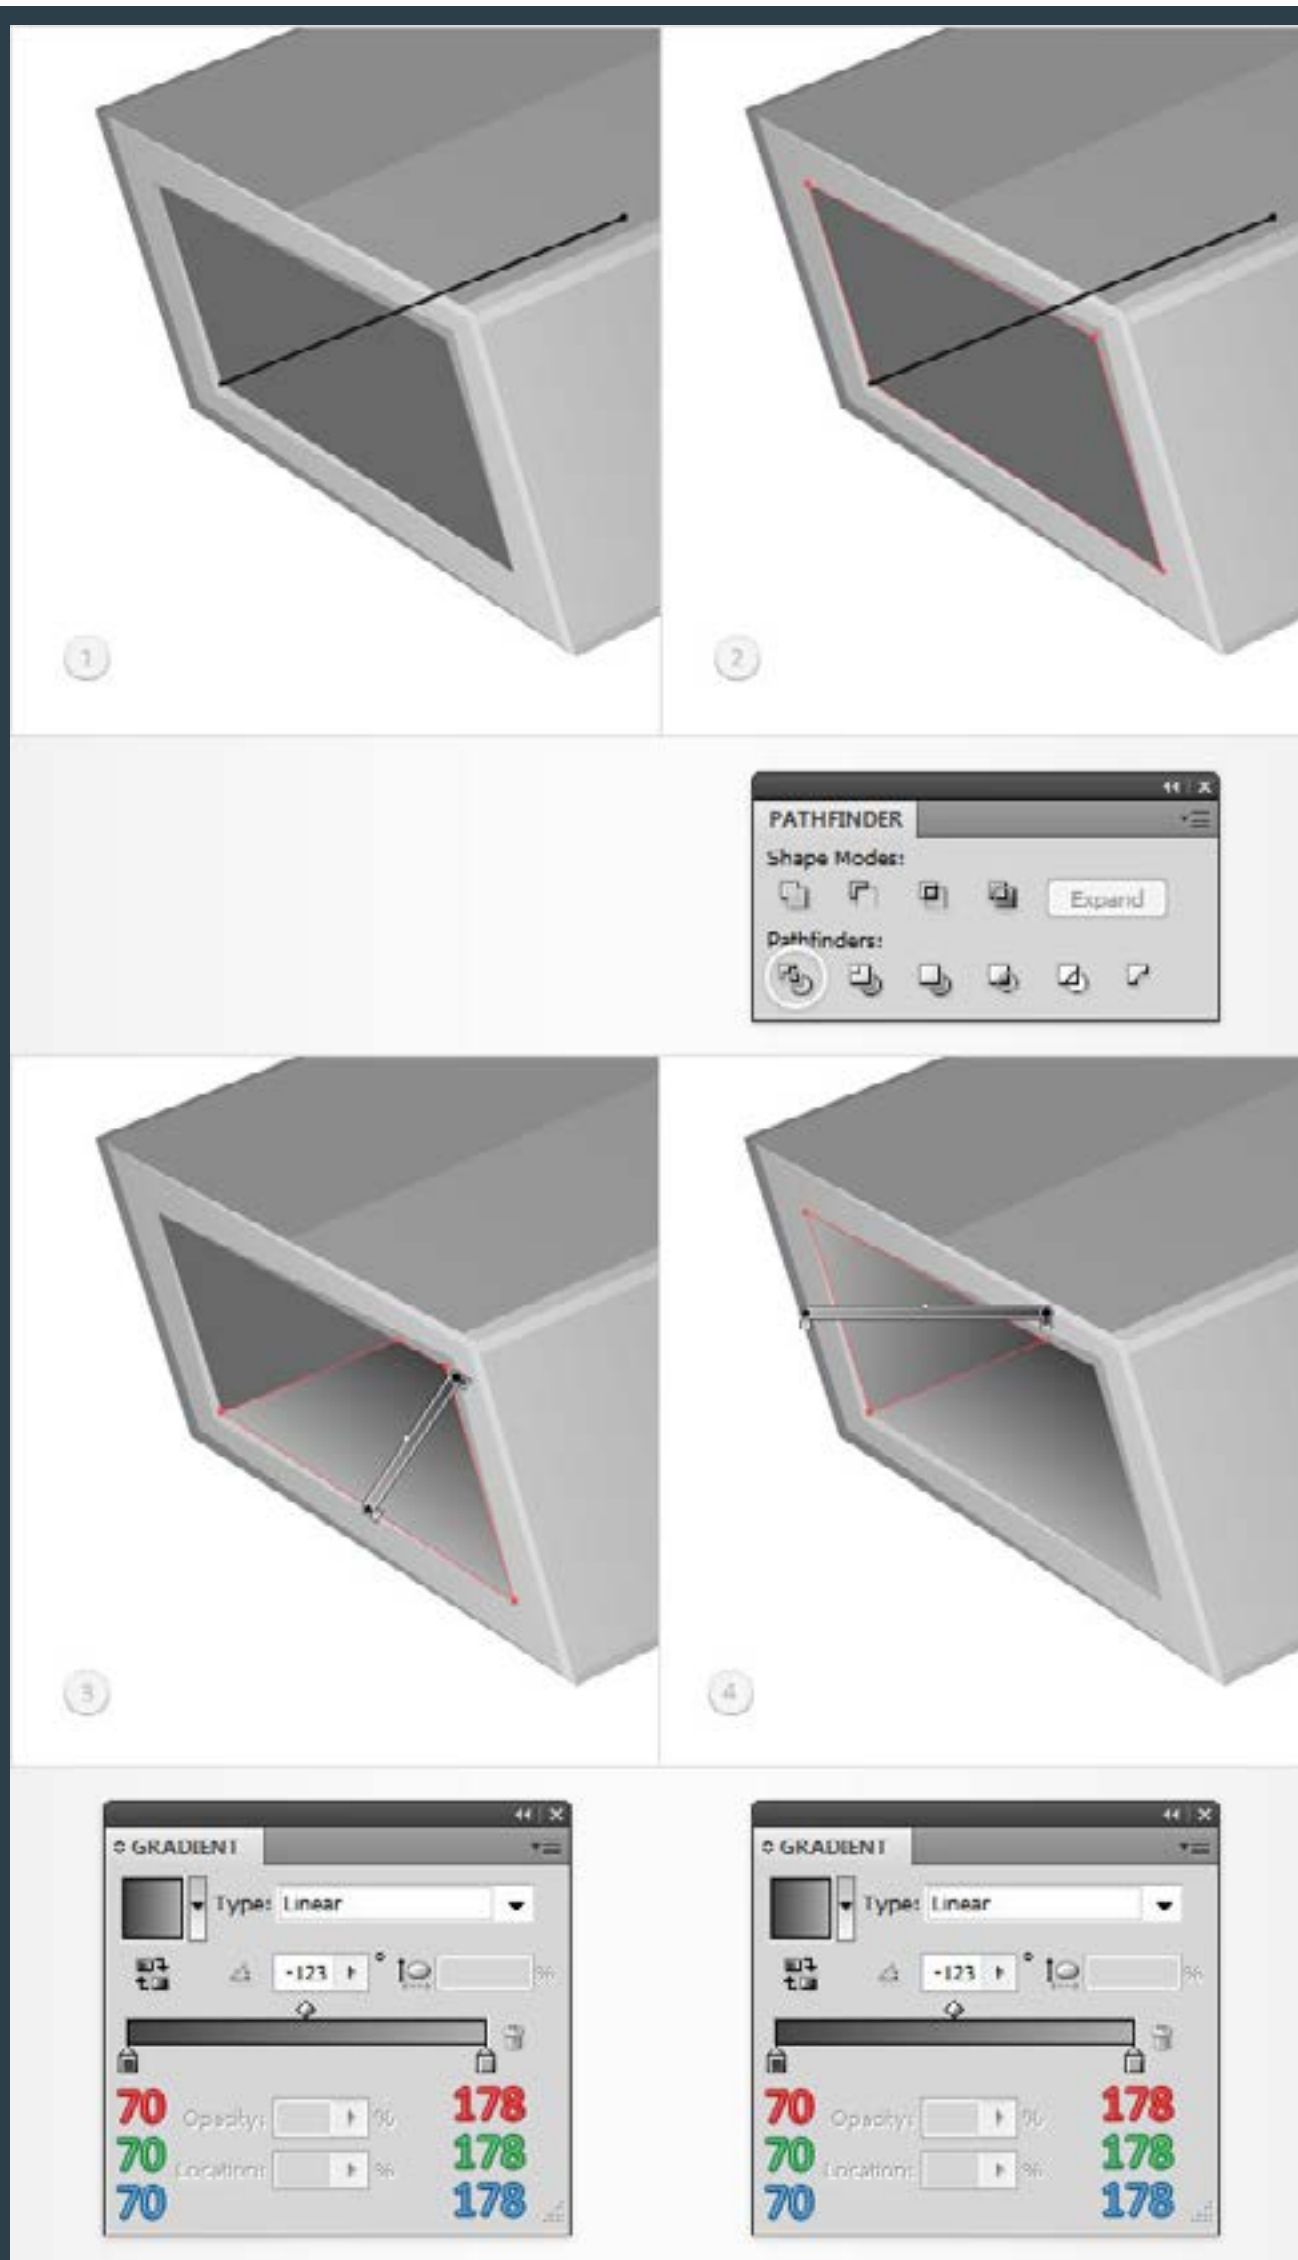 1
2
PATHFINDER
Shape Modes:
Expand
Pathfinders:
3
4
GRADIENT
Type: Linear
-123 °
%
70 178
Opacity: %
70 178
Location: %
70 178
GRADIENT
Type: Linear
-123 °
%
70 178
Opacity: %
70 178
Location: %
70 178